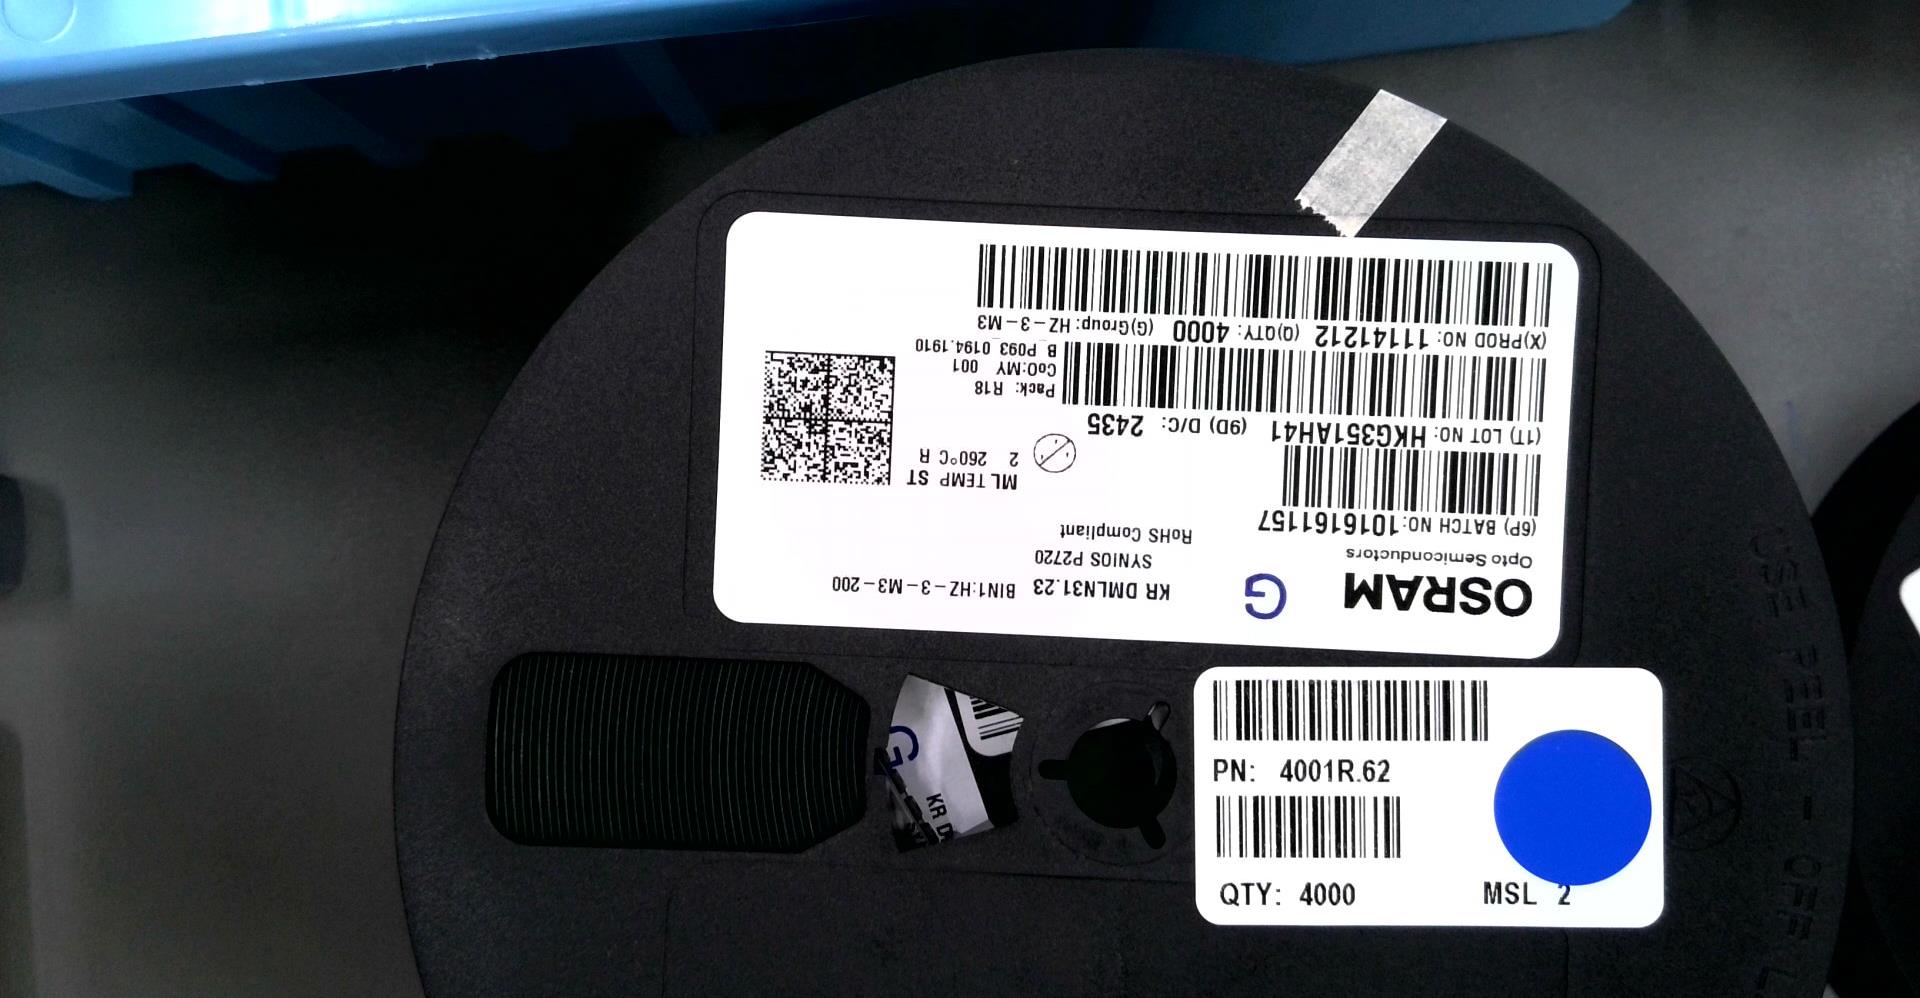 OSRAM
Opto Semiconductors
G
KR DMLN31.23 BIN1:HZ-3-M3-200
SYNIOS P2720
RoHS Compliant
(6P) BATCH NO:1016161157
ML TEMP ST
2 260°C R
(1T) LOT NO: HKG351AH41 (9D) D/C: 2435
Pack: R18
CoO:MY 001
B_P093_0194.1910
(X)PROD NO: 11141212 (Q)QTY: 4000 (G)Group: HZ-3-M3
G
KR D
PN: 4001R.62
QTY: 4000 MSL 2